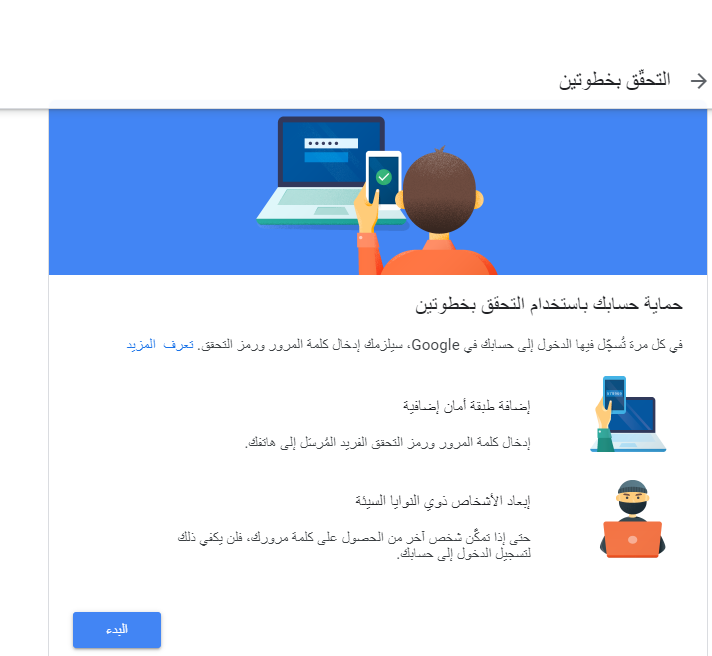 التحقّق بخطوتين
حماية حسابك باستخدام التحقق بخطوتين
في كل مرة تُسجِّل فيها الدخول إلى حسابك في Google، سيلزمك إدخال كلمة المرور ورمز التحقق. تعرف المزيد
إضافة طبقة أمان إضافية
إدخال كلمة المرور ورمز التحقق الفريد المُرسَل إلى هاتفك.
إبعاد الأشخاص ذوي النوايا السيئة
حتى إذا تمكَّن شخص آخر من الحصول على كلمة مرورك، فلن يكفي ذلك
لتسجيل الدخول إلى حسابك.
البدء